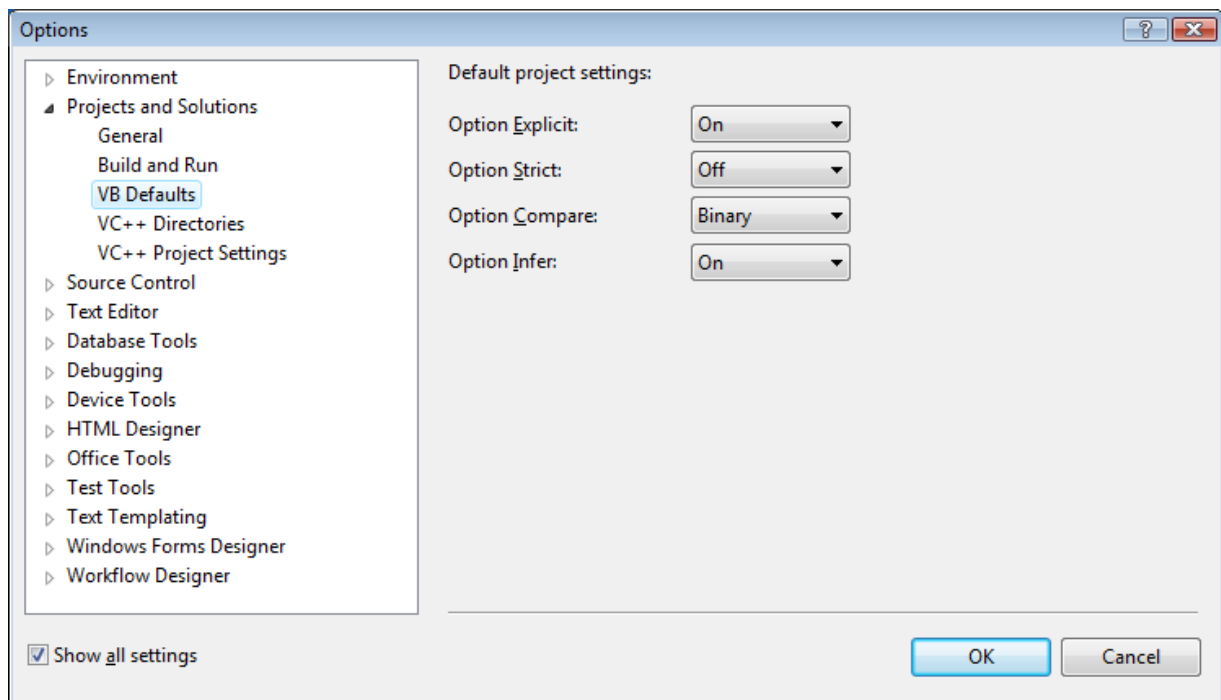 Options
Environment
Projects and Solutions
General
Build and Run
VB Defaults
VC++ Directories
VC++ Project Settings
Source Control
Text Editor
Database Tools
Debugging
Device Tools
HTML Designer
Office Tools
Test Tools
Text Templating
Windows Forms Designer
Workflow Designer
Show all settings
Default project settings:
Option Explicit: On
Option Strict: Off
Option Compare: Binary
Option Infer: On
OK Cancel